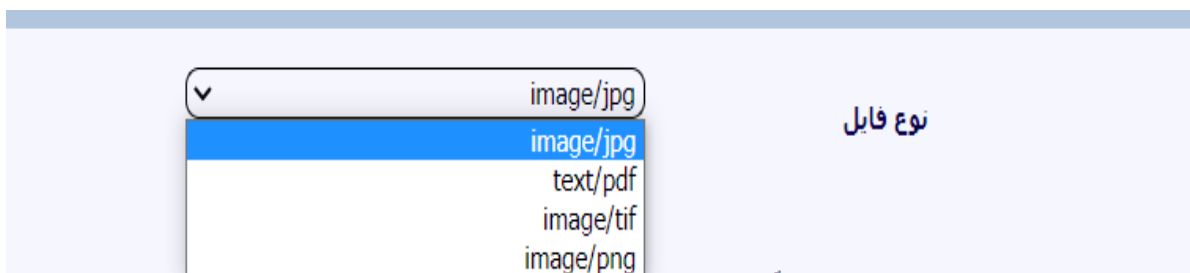 نوع فایل
image/jpg
image/jpg
text/pdf
image/tif
image/png